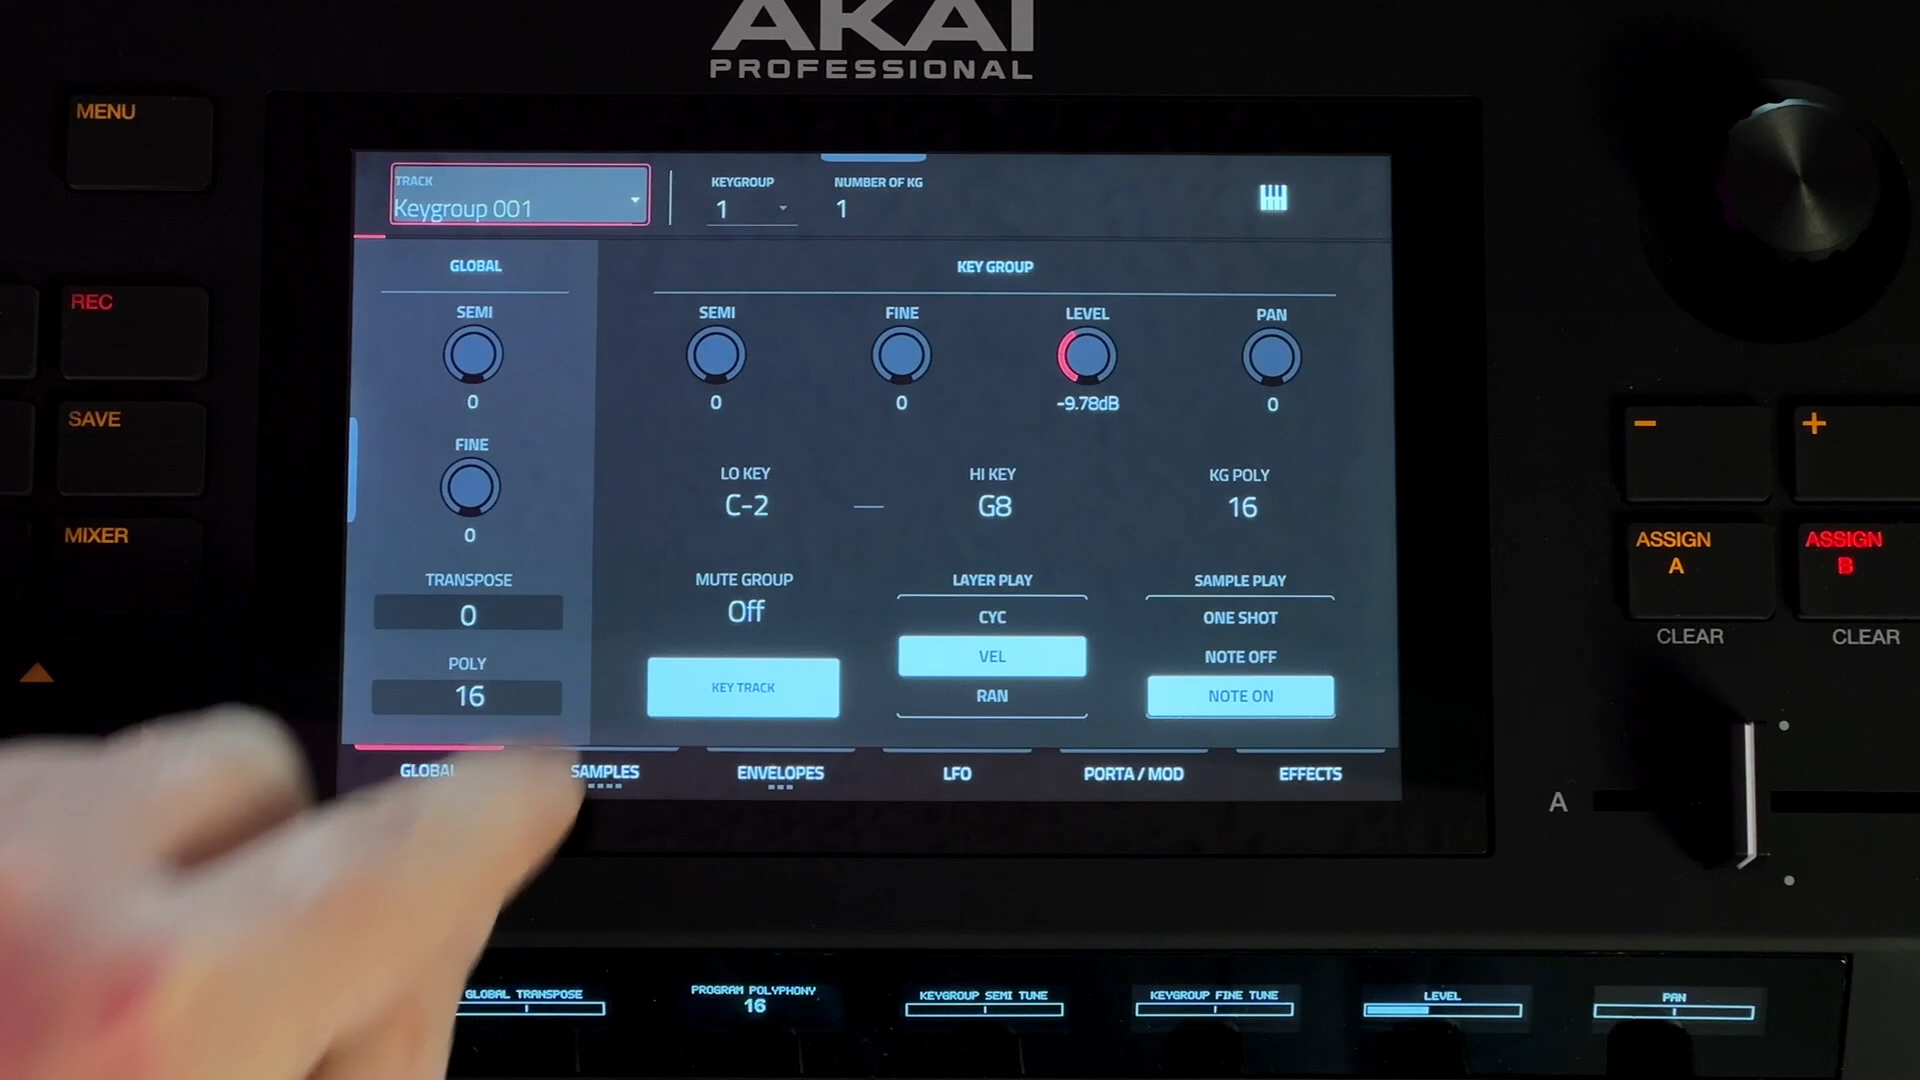 AKAI
PROFESSIONAL
MENU
REC
SAVE
MIXER
TRACK
Keygroup 001
KEYGROUP
1
NUMBER OF KG
1
GLOBAL
SEMI
0
FINE
0
TRANSPOSE
0
POLY
16
KEY GROUP
SEMI
0
FINE
0
LEVEL
-9.78dB
PAN
0
LO KEY
C-2
—
HI KEY
G8
KG POLY
16
MUTE GROUP
Off
KEY TRACK
LAYER PLAY
CYC
VEL
RAN
SAMPLE PLAY
ONE SHOT
NOTE OFF
NOTE ON
GLOBAL
SAMPLES
ENVELOPES
LFO
PORTA / MOD
EFFECTS
-
+
ASSIGN
A
CLEAR
ASSIGN
B
CLEAR
A
GLOBAL TRANSPOSE
PROGRAM POLYPHONY
16
KEYGROUP SEMI TUNE
KEYGROUP FINE TUNE
LEVEL
PAN